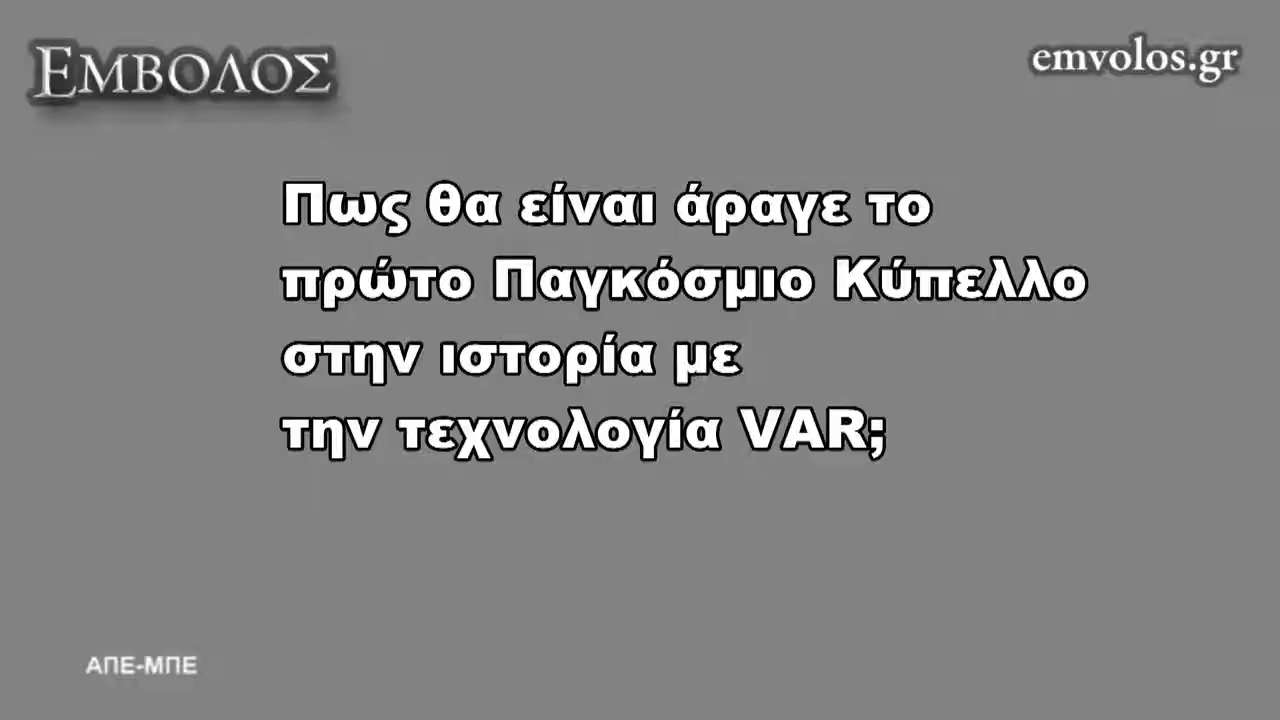 ΕΜΒΟΛΟΣ
emvolos.gr
Πως θα είναι άραγε το
πρώτο Παγκόσμιο Κύπελλο
στην ιστορία με
την τεχνολογία VAR;
ΑΠΕ-ΜΠΕ